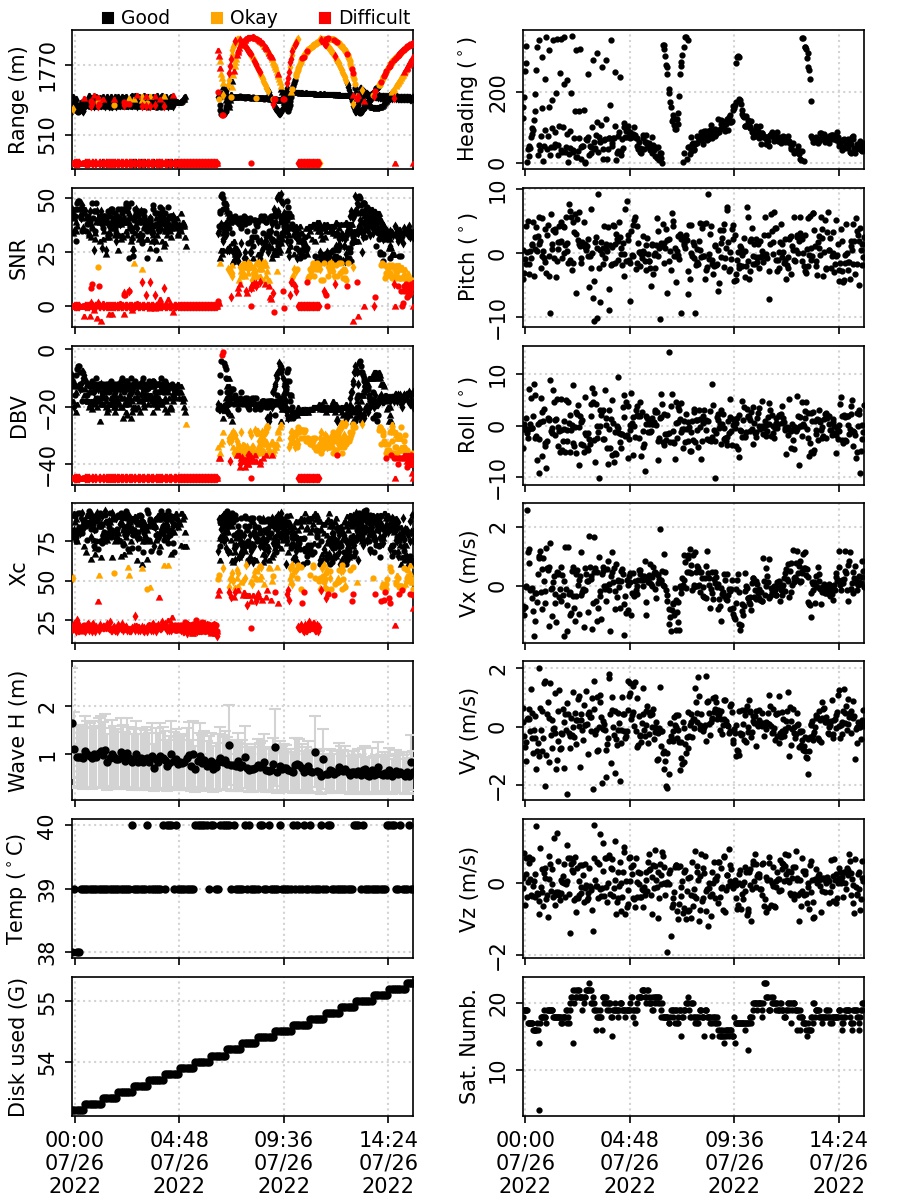 Good Okay Difficult
Range (m)
1770
510
Heading (°)
200
0
SNR
50
25
0
Pitch (°)
10
0
−10
DBV
0
−20
−40
Roll (°)
10
0
−10
Xc
75
50
25
Vx (m/s)
2
0
Wave H (m)
2
1
Vy (m/s)
2
0
−2
Temp (°C)
40
39
38
Vz (m/s)
0
−2
Disk used (G)
55
54
Sat. Numb.
20
10
00:00 04:48 09:36 14:24
07/26 07/26 07/26 07/26
2022 2022 2022 2022
00:00 04:48 09:36 14:24
07/26 07/26 07/26 07/26
2022 2022 2022 2022